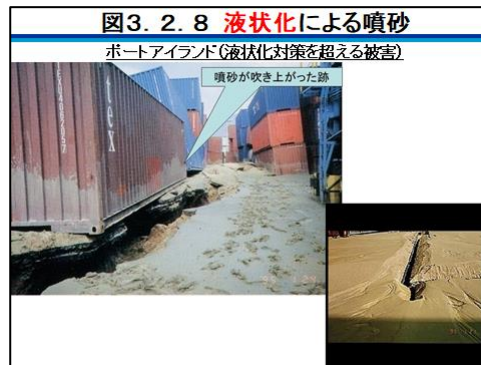 図3．2．8 液状化による噴砂
ポートアイランド(液状化対策を超える被害)
噴砂が吹き上がった跡
tex